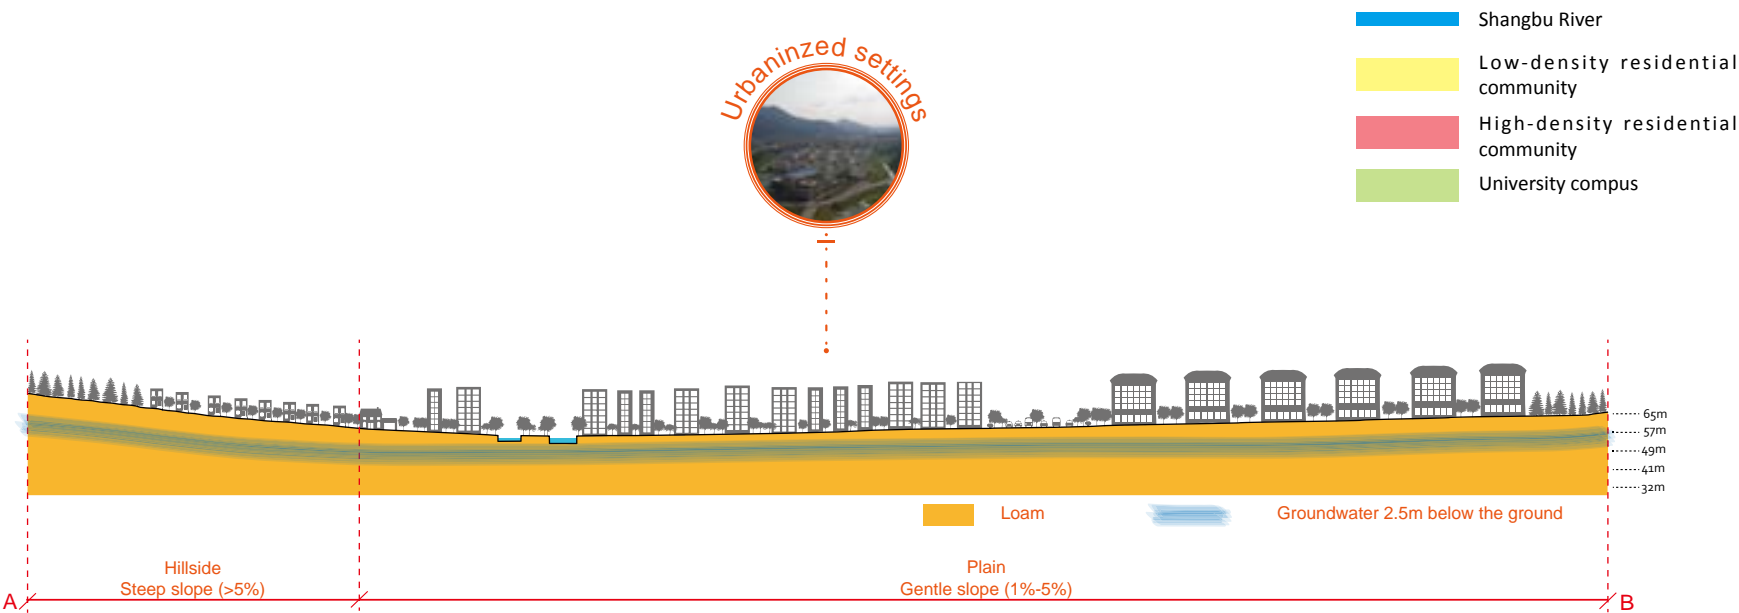 Shangbu River
Low-density residential
community
High-density residential
community
University compus
Urbaninzed settings
65m
57m
49m
41m
32m
Loam
Groundwater 2.5m below the ground
Hillside
Steep slope (>5%)
Plain
Gentle slope (1%-5%)
A
B